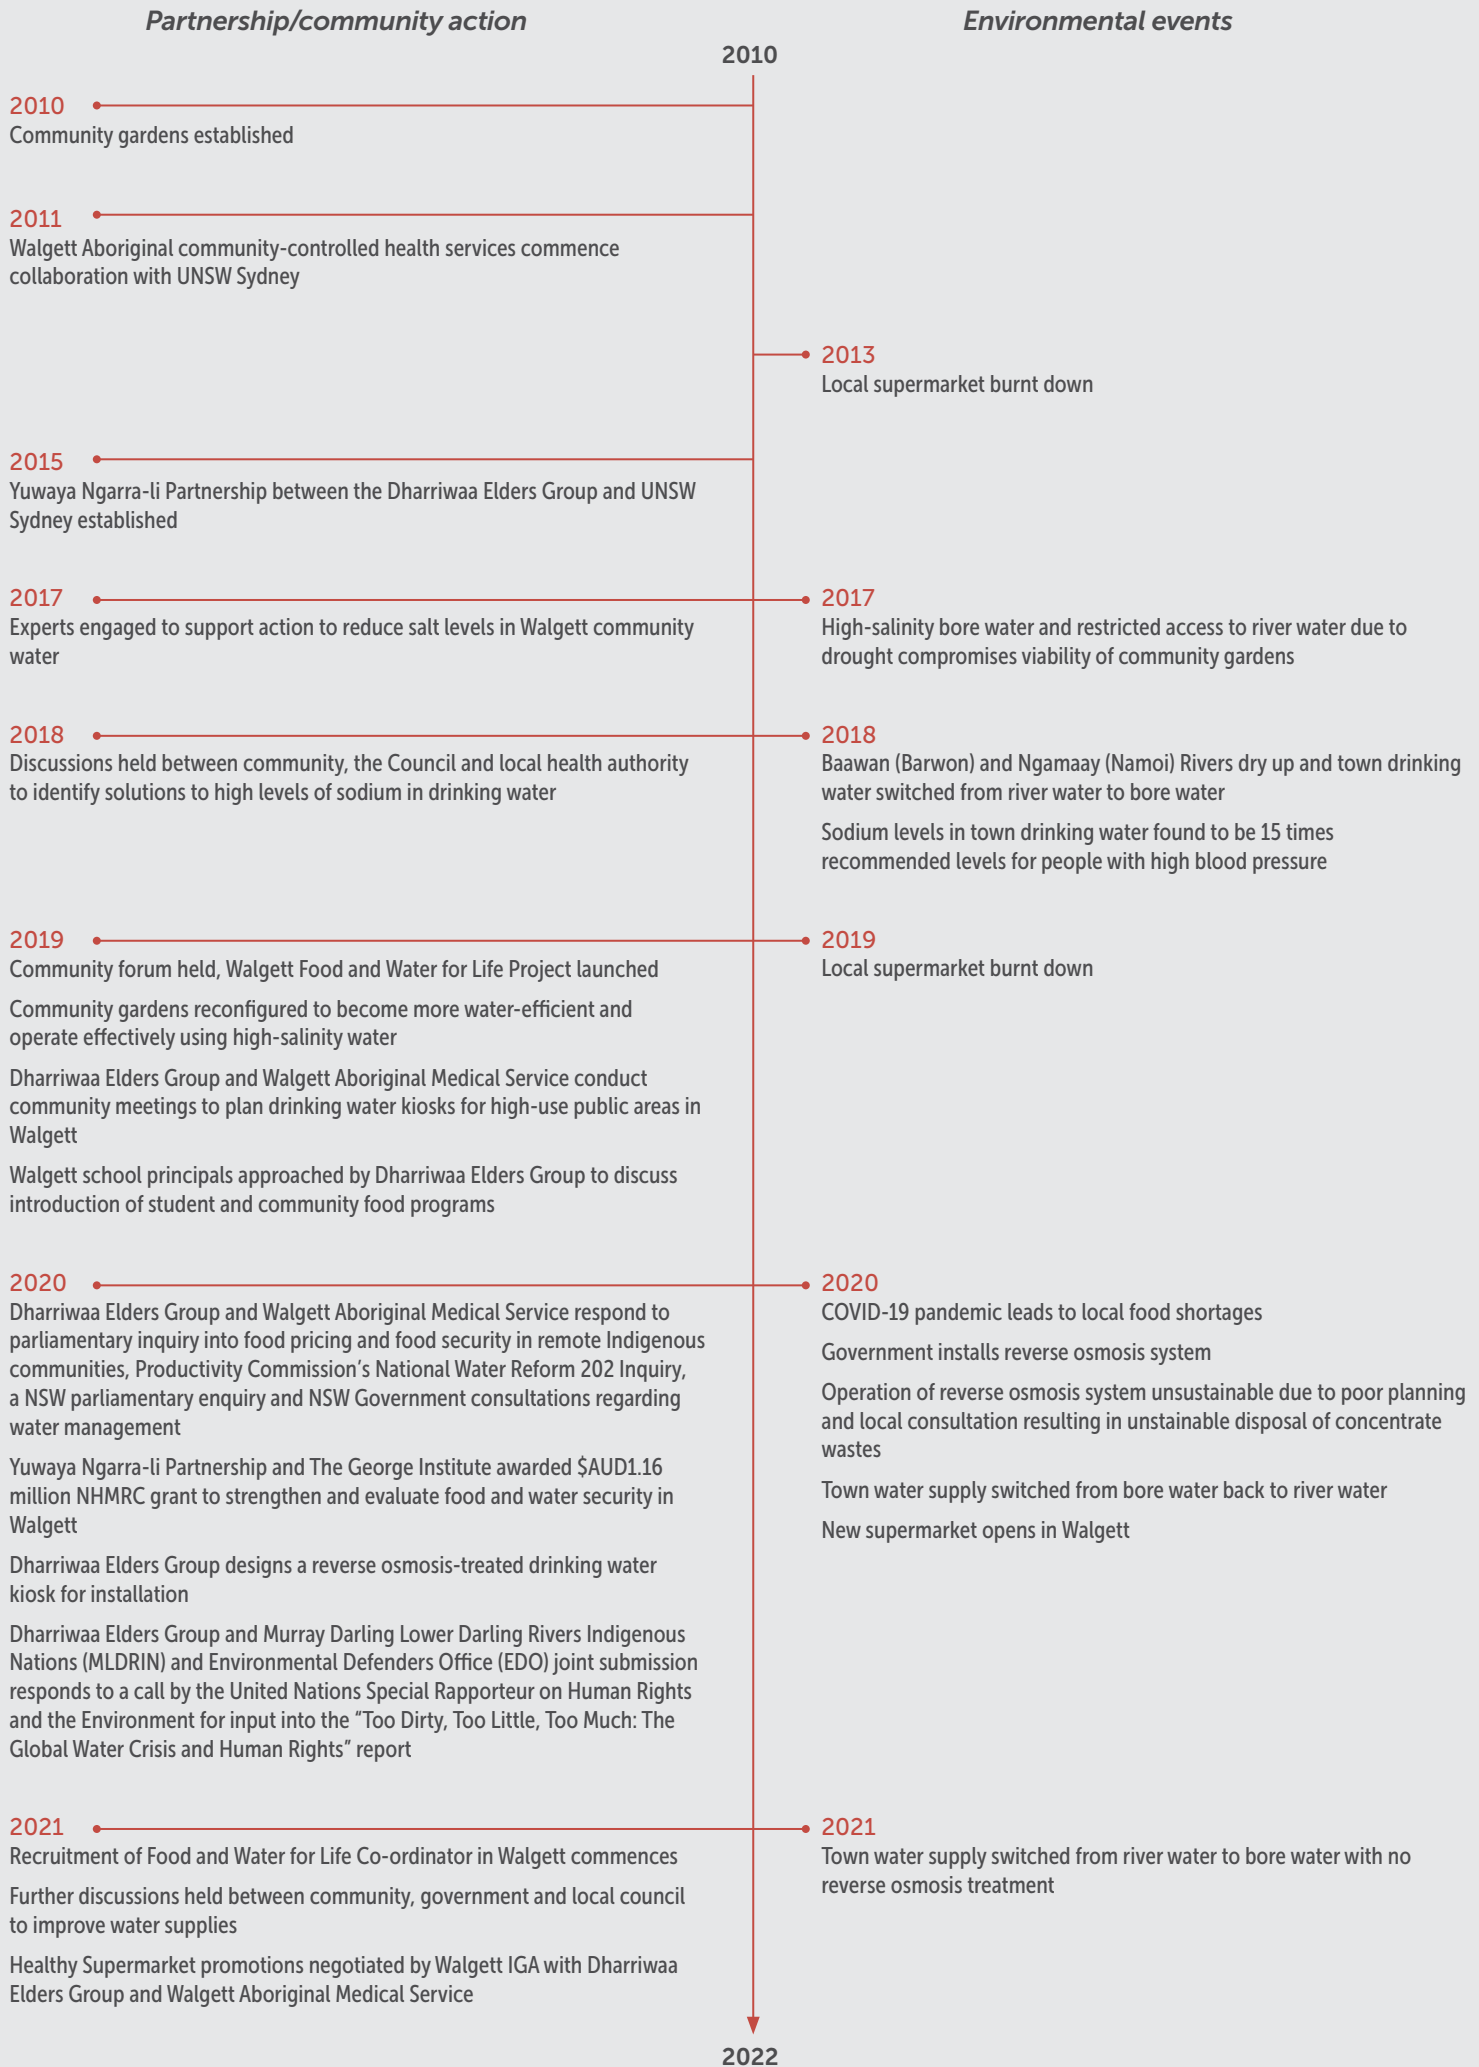 Partnership/community action
Environmental events
2010
2010
Community gardens established
2011
Walgett Aboriginal community-controlled health services commence
collaboration with UNSW Sydney
2013
Local supermarket burnt down
2015
Yuwaya Ngarra-li Partnership between the Dharriwaa Elders Group and UNSW
Sydney established
2017
Experts engaged to support action to reduce salt levels in Walgett community
water
2017
High-salinity bore water and restricted access to river water due to
drought compromises viability of community gardens
2018
Discussions held between community, the Council and local health authority
to identify solutions to high levels of sodium in drinking water
2018
Baawan (Barwon) and Ngamaay (Namoi) Rivers dry up and town drinking
water switched from river water to bore water
Sodium levels in town drinking water found to be 15 times
recommended levels for people with high blood pressure
2019
Community forum held, Walgett Food and Water for Life Project launched
Community gardens reconfigured to become more water-efficient and
operate effectively using high-salinity water
Dharriwaa Elders Group and Walgett Aboriginal Medical Service conduct
community meetings to plan drinking water kiosks for high-use public areas in
Walgett
Walgett school principals approached by Dharriwaa Elders Group to discuss
introduction of student and community food programs
2019
Local supermarket burnt down
2020
Dharriwaa Elders Group and Walgett Aboriginal Medical Service respond to
parliamentary inquiry into food pricing and food security in remote Indigenous
communities, Productivity Commission's National Water Reform 202 Inquiry,
a NSW parliamentary enquiry and NSW Government consultations regarding
water management
Yuwaya Ngarra-li Partnership and The George Institute awarded $AUD1.16
million NHMRC grant to strengthen and evaluate food and water security in
Walgett
Dharriwaa Elders Group designs a reverse osmosis-treated drinking water
kiosk for installation
Dharriwaa Elders Group and Murray Darling Lower Darling Rivers Indigenous
Nations (MLDRIN) and Environmental Defenders Office (EDO) joint submission
responds to a call by the United Nations Special Rapporteur on Human Rights
and the Environment for input into the “Too Dirty, Too Little, Too Much: The
Global Water Crisis and Human Rights” report
2020
COVID-19 pandemic leads to local food shortages
Government installs reverse osmosis system
Operation of reverse osmosis system unsustainable due to poor planning
and local consultation resulting in unstainable disposal of concentrate
wastes
Town water supply switched from bore water back to river water
New supermarket opens in Walgett
2021
Recruitment of Food and Water for Life Co-ordinator in Walgett commences
Further discussions held between community, government and local council
to improve water supplies
Healthy Supermarket promotions negotiated by Walgett IGA with Dharriwaa
Elders Group and Walgett Aboriginal Medical Service
2021
Town water supply switched from river water to bore water with no
reverse osmosis treatment
2022